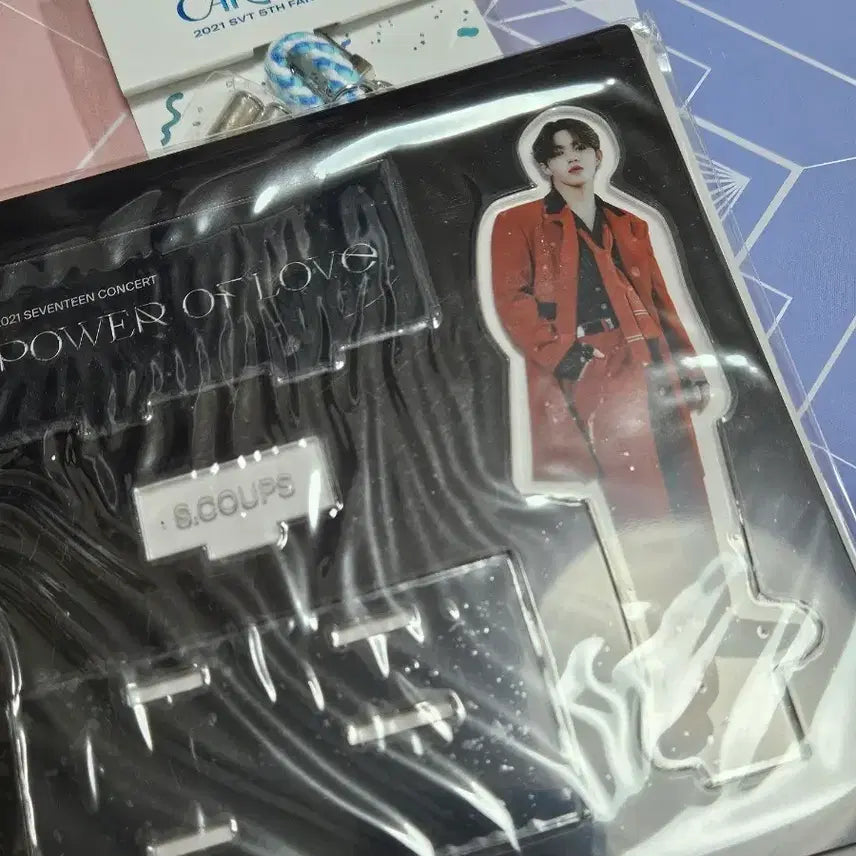 2021 SVT 5TH FAN
2021 SEVENTEEN CONCERT
POWER OF LOVE
S.COUPS